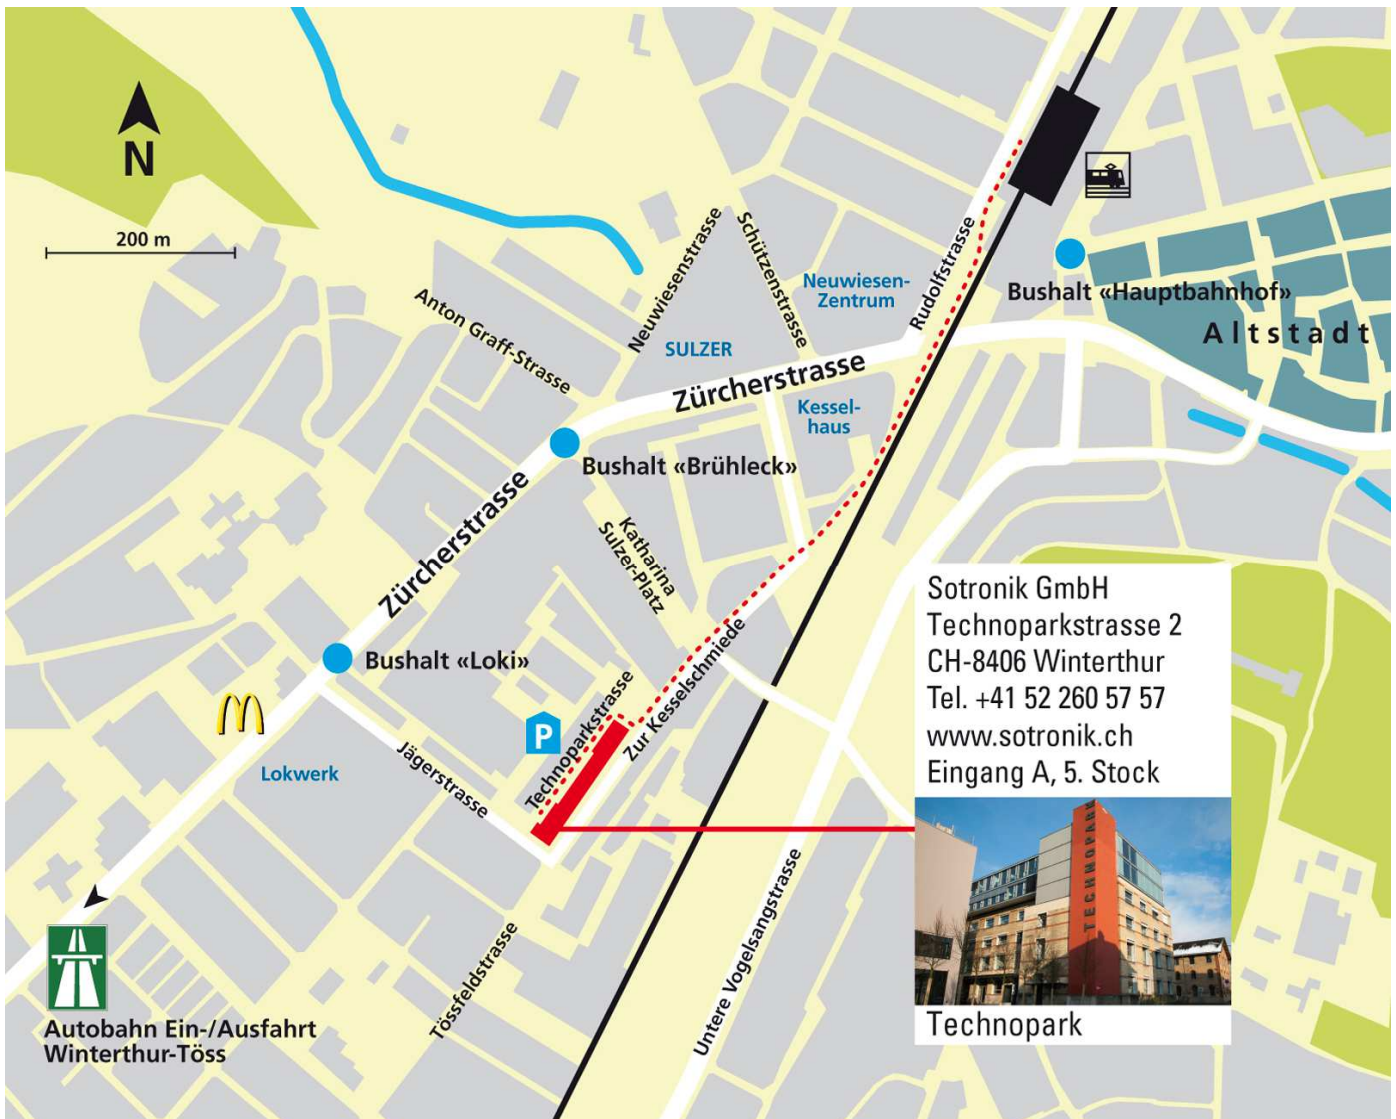 N
200 m
Anton Graff-Strasse
Neuwiesenstrasse
Schützenstrasse
Neuwiesen-
Zentrum
Rudolfstrasse
Bushalt «Hauptbahnhof»
Altstadt
SULZER
Zürcherstrasse
Kessel-
haus
Bushalt «Brühleck»
Zürcherstrasse
Katharina
Sulzer-Platz
Bushalt «Loki»
Lokwerk
Jägerstrasse
P
Technoparkstrasse
Zur Kesselschmiede
Tössfeldstrasse
Untere Vogelsangstrasse
Autobahn Ein-/Ausfahrt
Winterthur-Töss
Sotronik GmbH
Technoparkstrasse 2
CH-8406 Winterthur
Tel. +41 52 260 57 57
www.sotronik.ch
Eingang A, 5. Stock
TECHNOPARK
Technopark